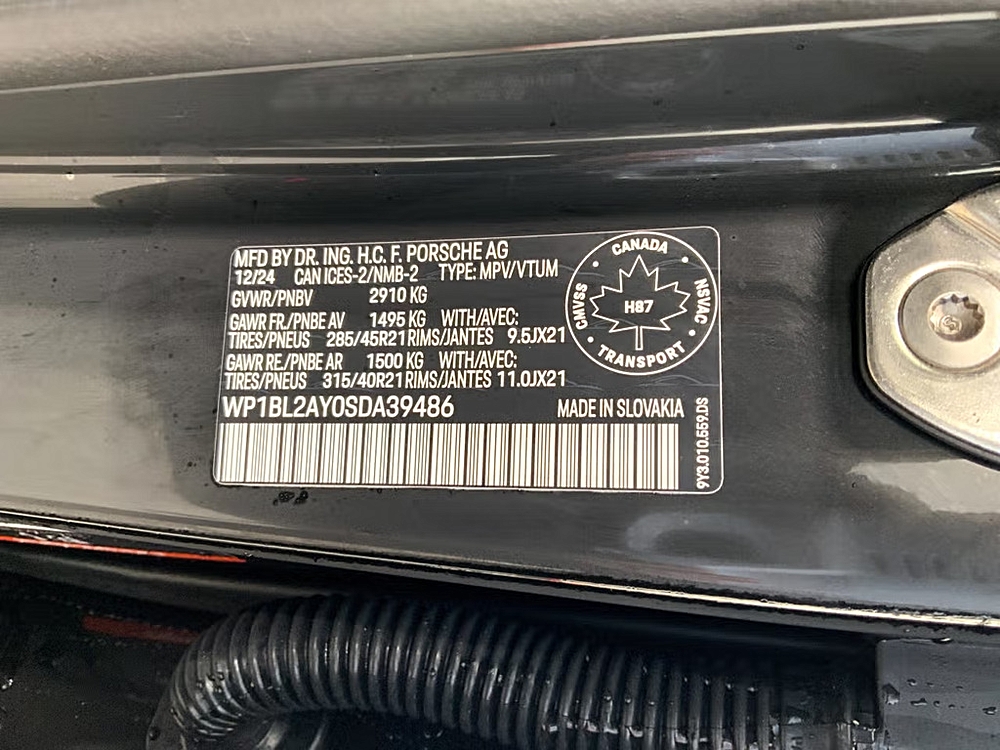 MFD BY DR. ING. H.C. F. PORSCHE AG
12/24 CAN ICES-2/NMB-2 TYPE: MPV/VTUM
GVWR/PNBV 2910 KG
GAWR FR./PNBE AV 1495 KG WITH/AVEC:
TIRES/PNEUS 285/45R21 RIMS/JANTES 9.5JX21
GAWR RE./PNBE AR 1500 KG WITH/AVEC:
TIRES/PNEUS 315/40R21 RIMS/JANTES 11.0JX21
WP1BL2AY0SDA39486 MADE IN SLOVAKIA
CANADA
CMVSS
H87
NSVAC
TRANSPORT
9Y3.010.559.DS